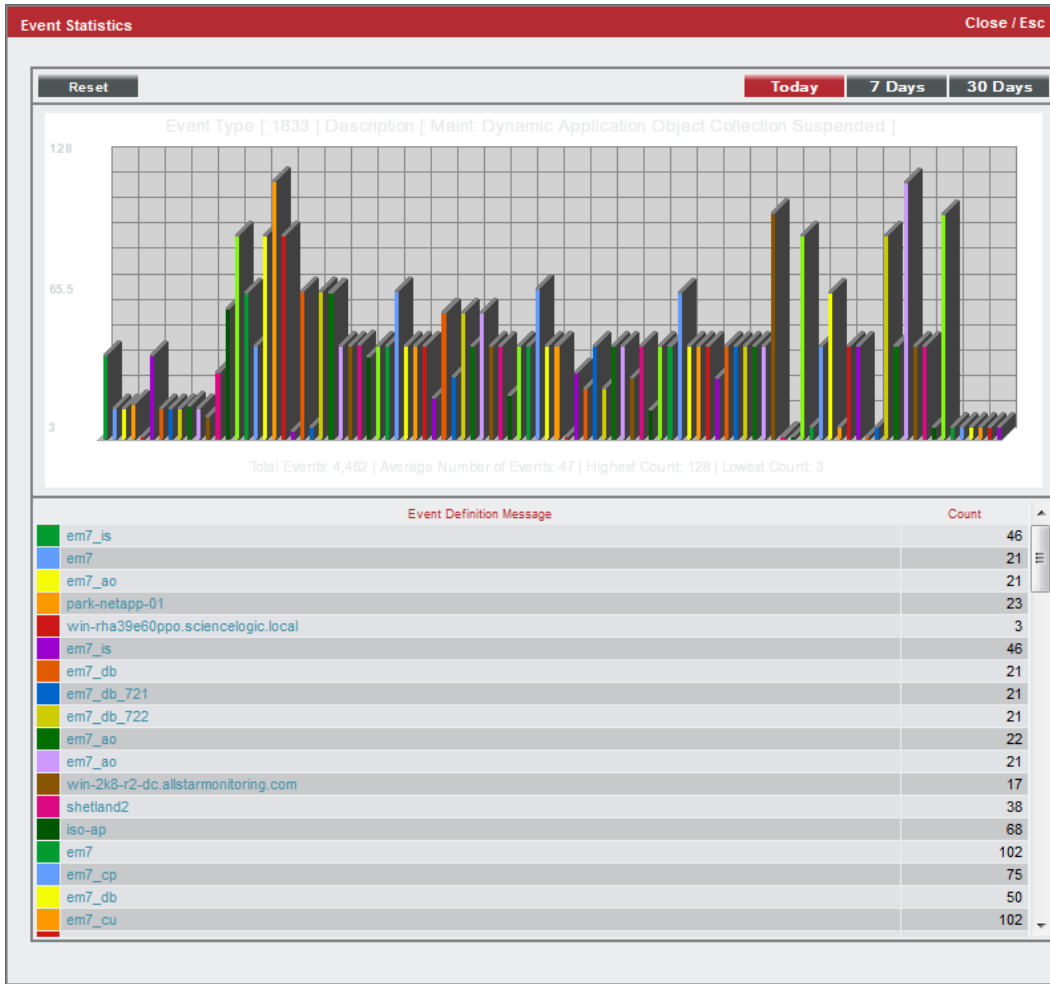 Event Statistics Close / Esc
Reset Today 7 Days 30 Days
Event Type [ 1833 ] Description [ Maint: Dynamic Application Object Collection Suspended ]
128
65.5
3
Total Events: 4,462 | Average Number of Events: 47 | Highest Count: 128 | Lowest Count: 3
Event Definition Message Count
em7_is 46
em7 21
em7_ao 21
park-netapp-01 23
win-rha39e60ppo.sciencelogic.local 3
em7_is 46
em7_db 21
em7_db_721 21
em7_db_722 21
em7_ao 22
em7_ao 21
win-2k8-r2-dc.allstarmonitoring.com 17
shetland2 38
iso-ap 68
em7 102
em7_cp 75
em7_db 50
em7_cu 102